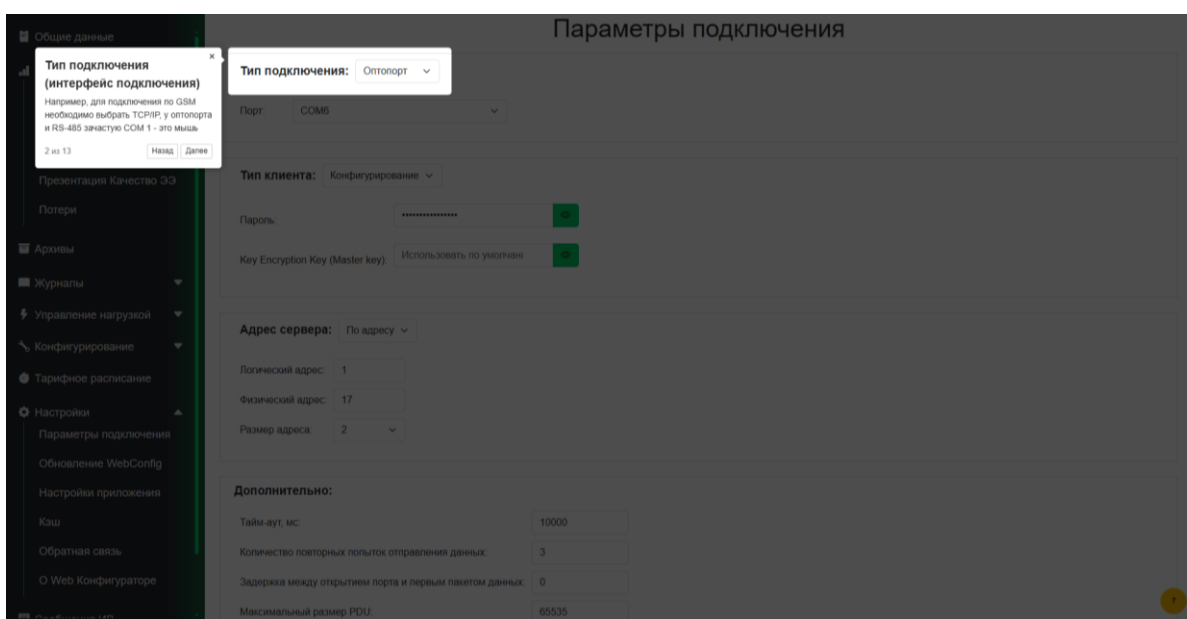 Параметры подключения
Общие данные
×
Тип подключения
(интерфейс подключения)
Например, для подключения по GSM
необходимо выбрать TCP/IP, у оптопорта
и RS-485 зачастую COM 1 - это мышь
2 из 13
Назад
Далее
Презентация Качество ЭЭ
Потери
Архивы
Журналы
Управление нагрузкой
Конфигурирование
Тарифное расписание
Настройки
Параметры подключения
Обновление WebConfig
Настройки приложения
Кэш
Обратная связь
О Web Конфигураторе
Тип подключения: Оптопорт
Порт: COM6
Тип клиента: Конфигурирование
Пароль: ••••••••••••••••
Key Encryption Key (Master key): Использовать по умолчани
Адрес сервера: По адресу
Логический адрес: 1
Физический адрес: 17
Размер адреса: 2
Дополнительно:
Тайм-аут, мс: 10000
Количество повторных попыток отправления данных: 3
Задержка между открытием порта и первым пакетом данных: 0
Максимальный размер PDU: 65535